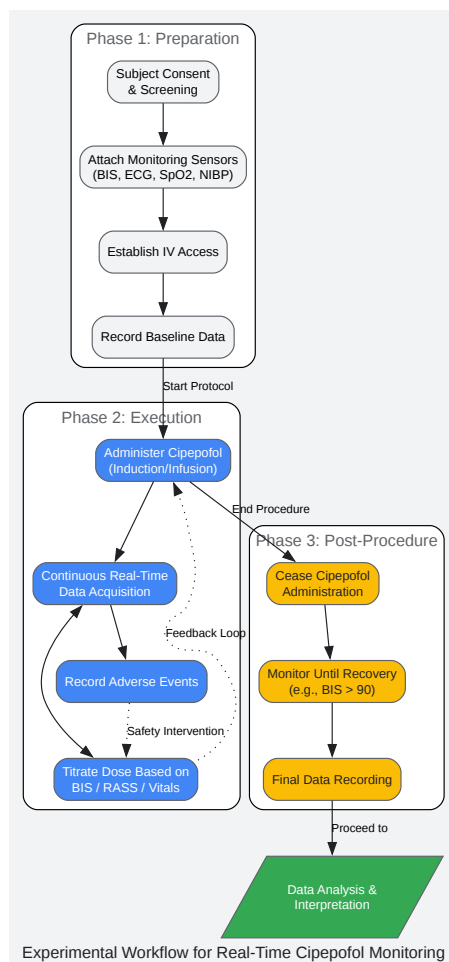 Phase 1: Preparation
Subject Consent
& Screening
Attach Monitoring Sensors
(BIS, ECG, SpO2, NIBP)
Establish IV Access
Record Baseline Data
Start Protocol
Phase 2: Execution
Administer Cipepofol
(Induction/Infusion)
End Procedure
Continuous Real-Time
Data Acquisition
Feedback Loop
Record Adverse Events
Safety Intervention
Titrate Dose Based on
BIS / RASS / Vitals
Phase 3: Post-Procedure
Cease Cipepofol
Administration
Monitor Until Recovery
(e.g., BIS > 90)
Final Data Recording
Proceed to
Data Analysis &
Interpretation
Experimental Workflow for Real-Time Cipepofol Monitoring